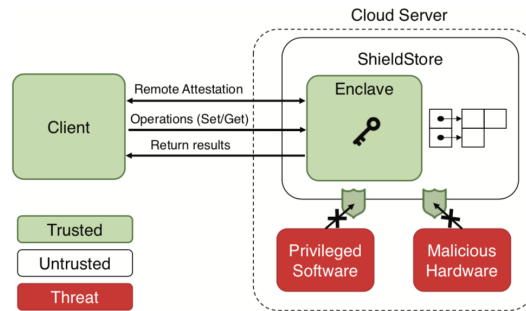 Cloud Server
ShieldStore
Remote Attestation
Enclave
Client
Operations (Set/Get)
Return results
Trusted
Untrusted
Threat
Privileged
Software
Malicious
Hardware